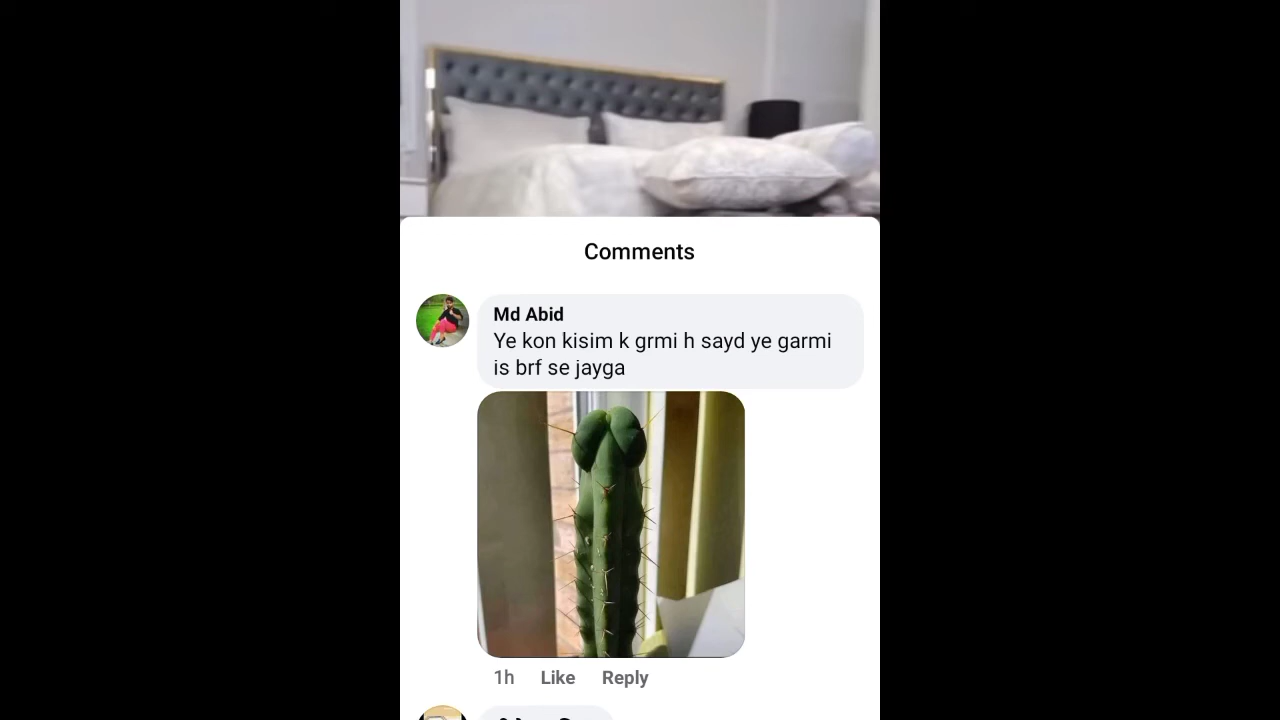 Comments
Md Abid
Ye kon kisim k grmi h sayd ye garmi
is brf se jayga
1h Like Reply